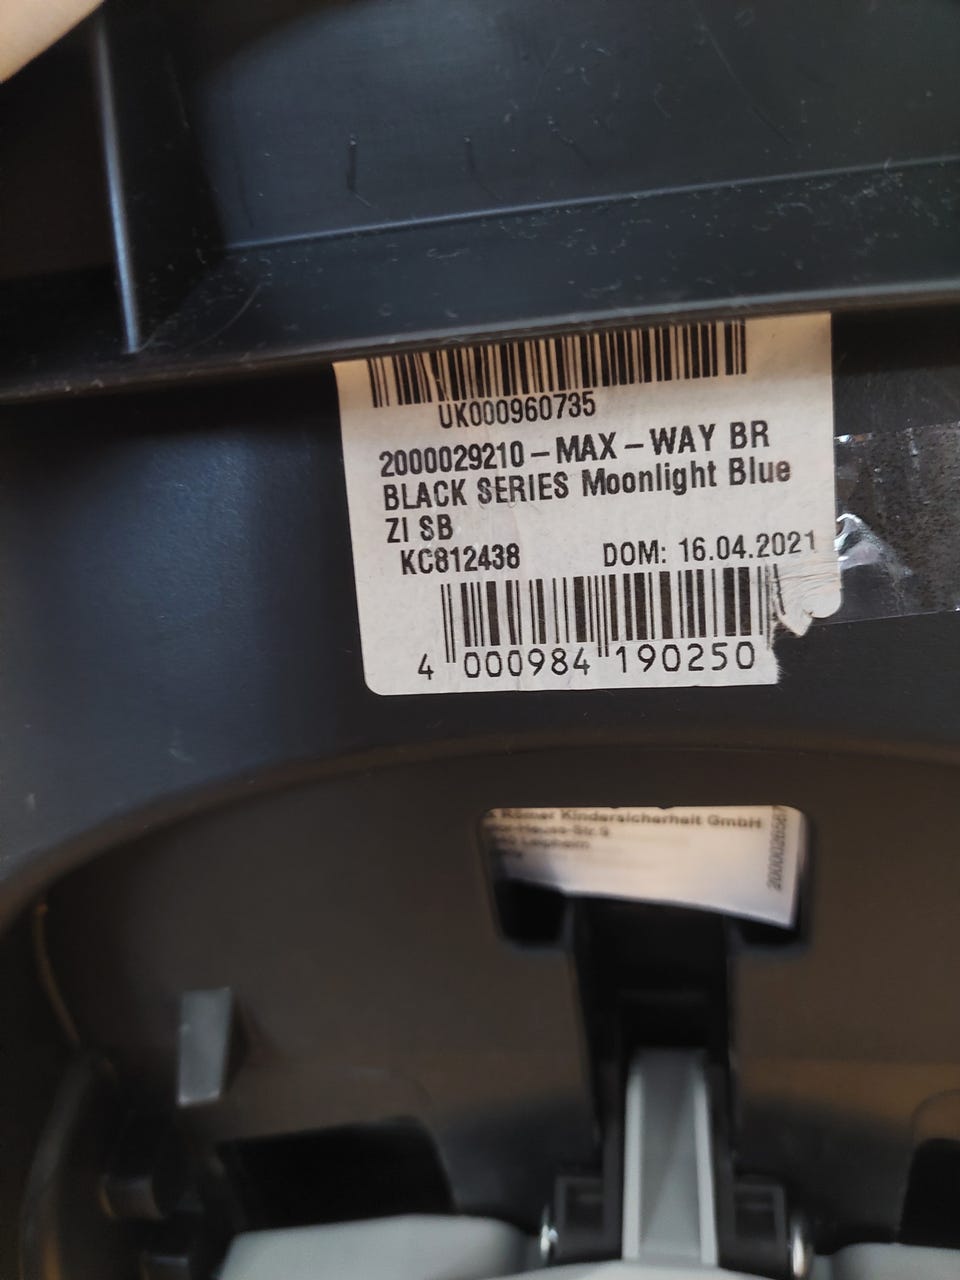 UK000960735
2000029210 – MAX – WAY BR
BLACK SERIES Moonlight Blue
ZI SB
KC812438 DOM: 16.04.2021
4 000984 190250
Römer Kindersicherheit GmbH
Leipheim